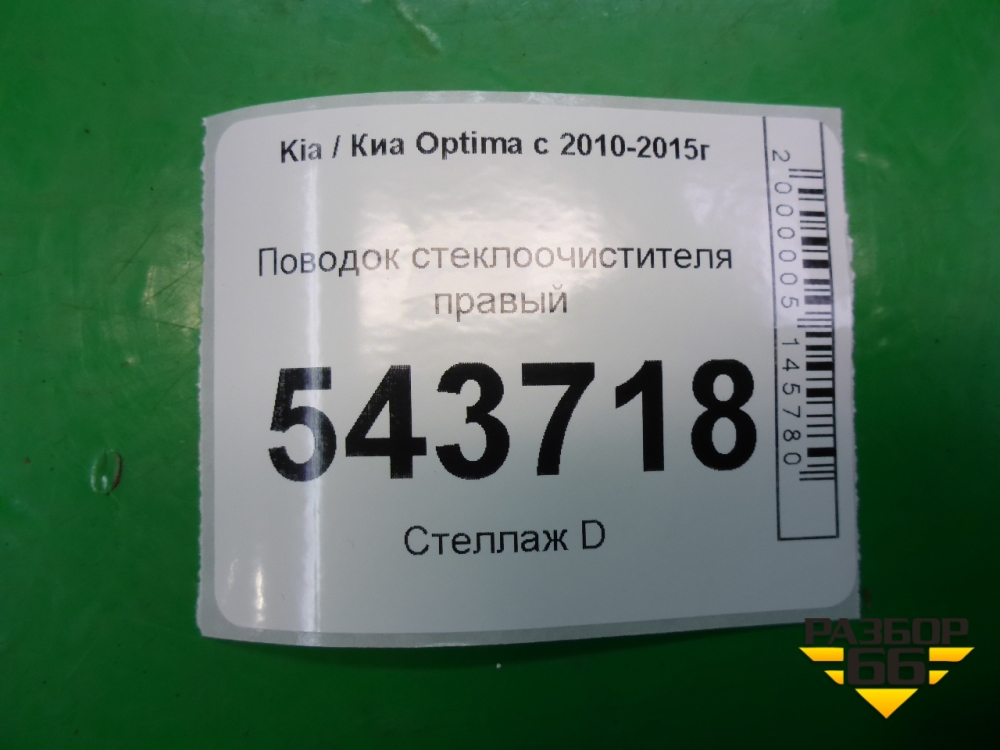 Kia / Киа Optima с 2010-2015г
Поводок стеклоочистителя
правый
543718
Стеллаж D
2000005145780
РАЗБОР
66